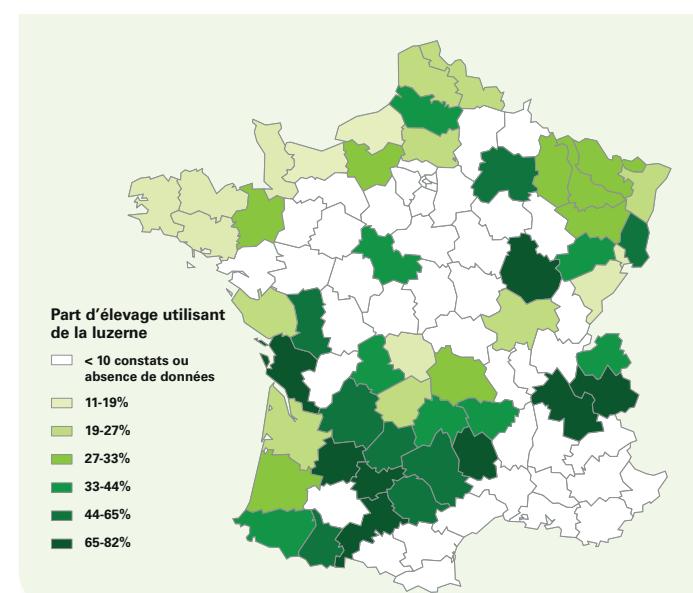 Part d’élevage utilisant
de la luzerne
< 10 constats ou
absence de données
11-19%
19-27%
27-33%
33-44%
44-65%
65-82%